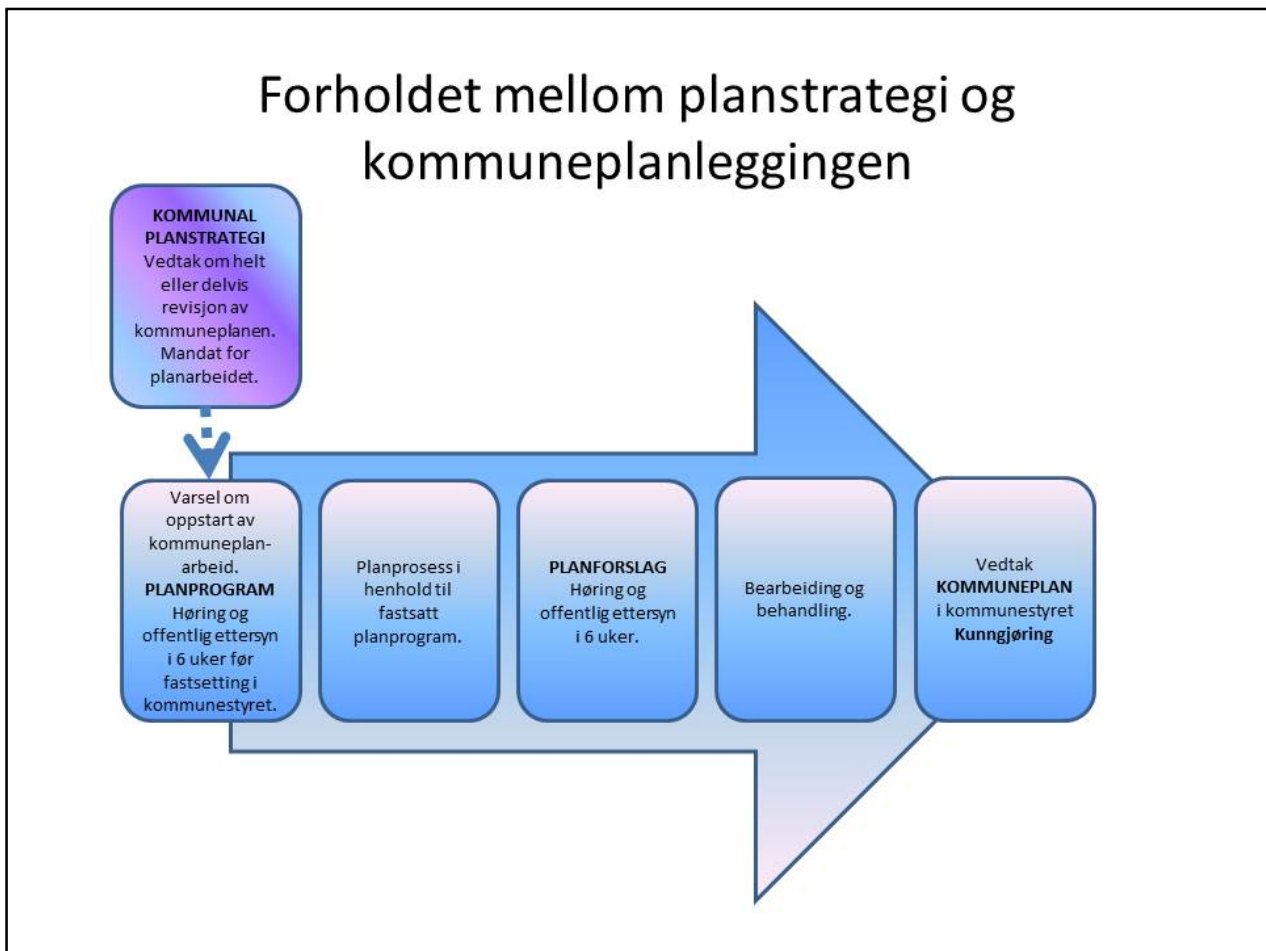 Forholdet mellom planstrategi og
kommuneplanleggingen
KOMMUNAL
PLANSTRATEGI
Vedtak om helt
eller delvis
revisjon av
kommuneplanen.
Mandat for
planarbeidet.
Varsel om
oppstart av
kommuneplan-
arbeid.
PLANPROGRAM
Høring og
offentlig ettersyn
i 6 uker før
fastsetting i
kommunestyret.
Planprosess i
henhold til
fastsatt
planprogram.
PLANFORSLAG
Høring og
offentlig ettersyn
i 6 uker.
Bearbeiding og
behandling.
Vedtak
KOMMUNEPLAN
i kommunestyret
Kunngjøring